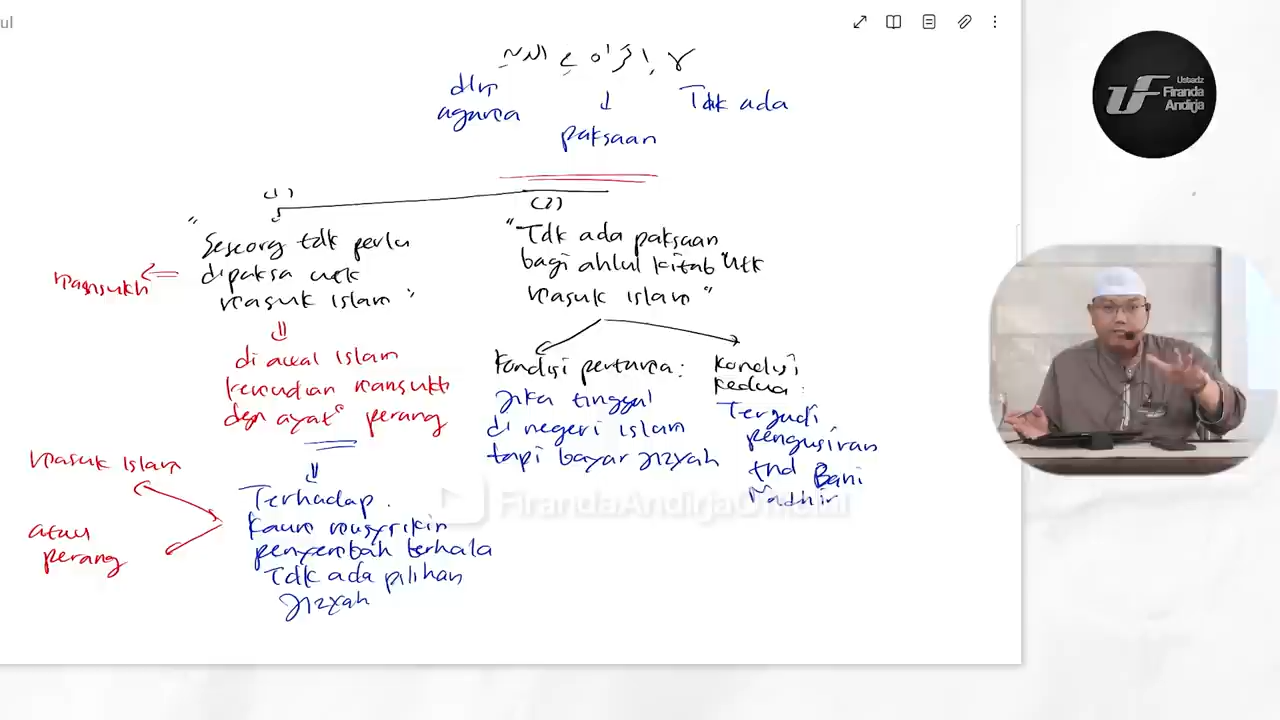 ul
Ustadz
Firanda
Andirja
لا إكراه في الدين
Tdk ada
paksaan
dlm
agama
(1)
"Seseorg tdk perlu
dipaksa utk
masuk islam"
Mansukh
di awal islam
kemudian mansukh
dgn ayat² perang
Terhadap
kaum musyrikin
penyembah berhala
Tdk ada pilihan
jizyah
masuk islam
atau
perang
(2)
"Tdk ada paksaan
bagi ahlul kitab utk
masuk islam"
Kondisi pertama:
Jika tinggal
di negeri islam
tapi bayar jizyah
Kondisi
kedua:
Terjadi
pengusiran
thd Bani
Nadhir
FirandaAndirjaOfficial